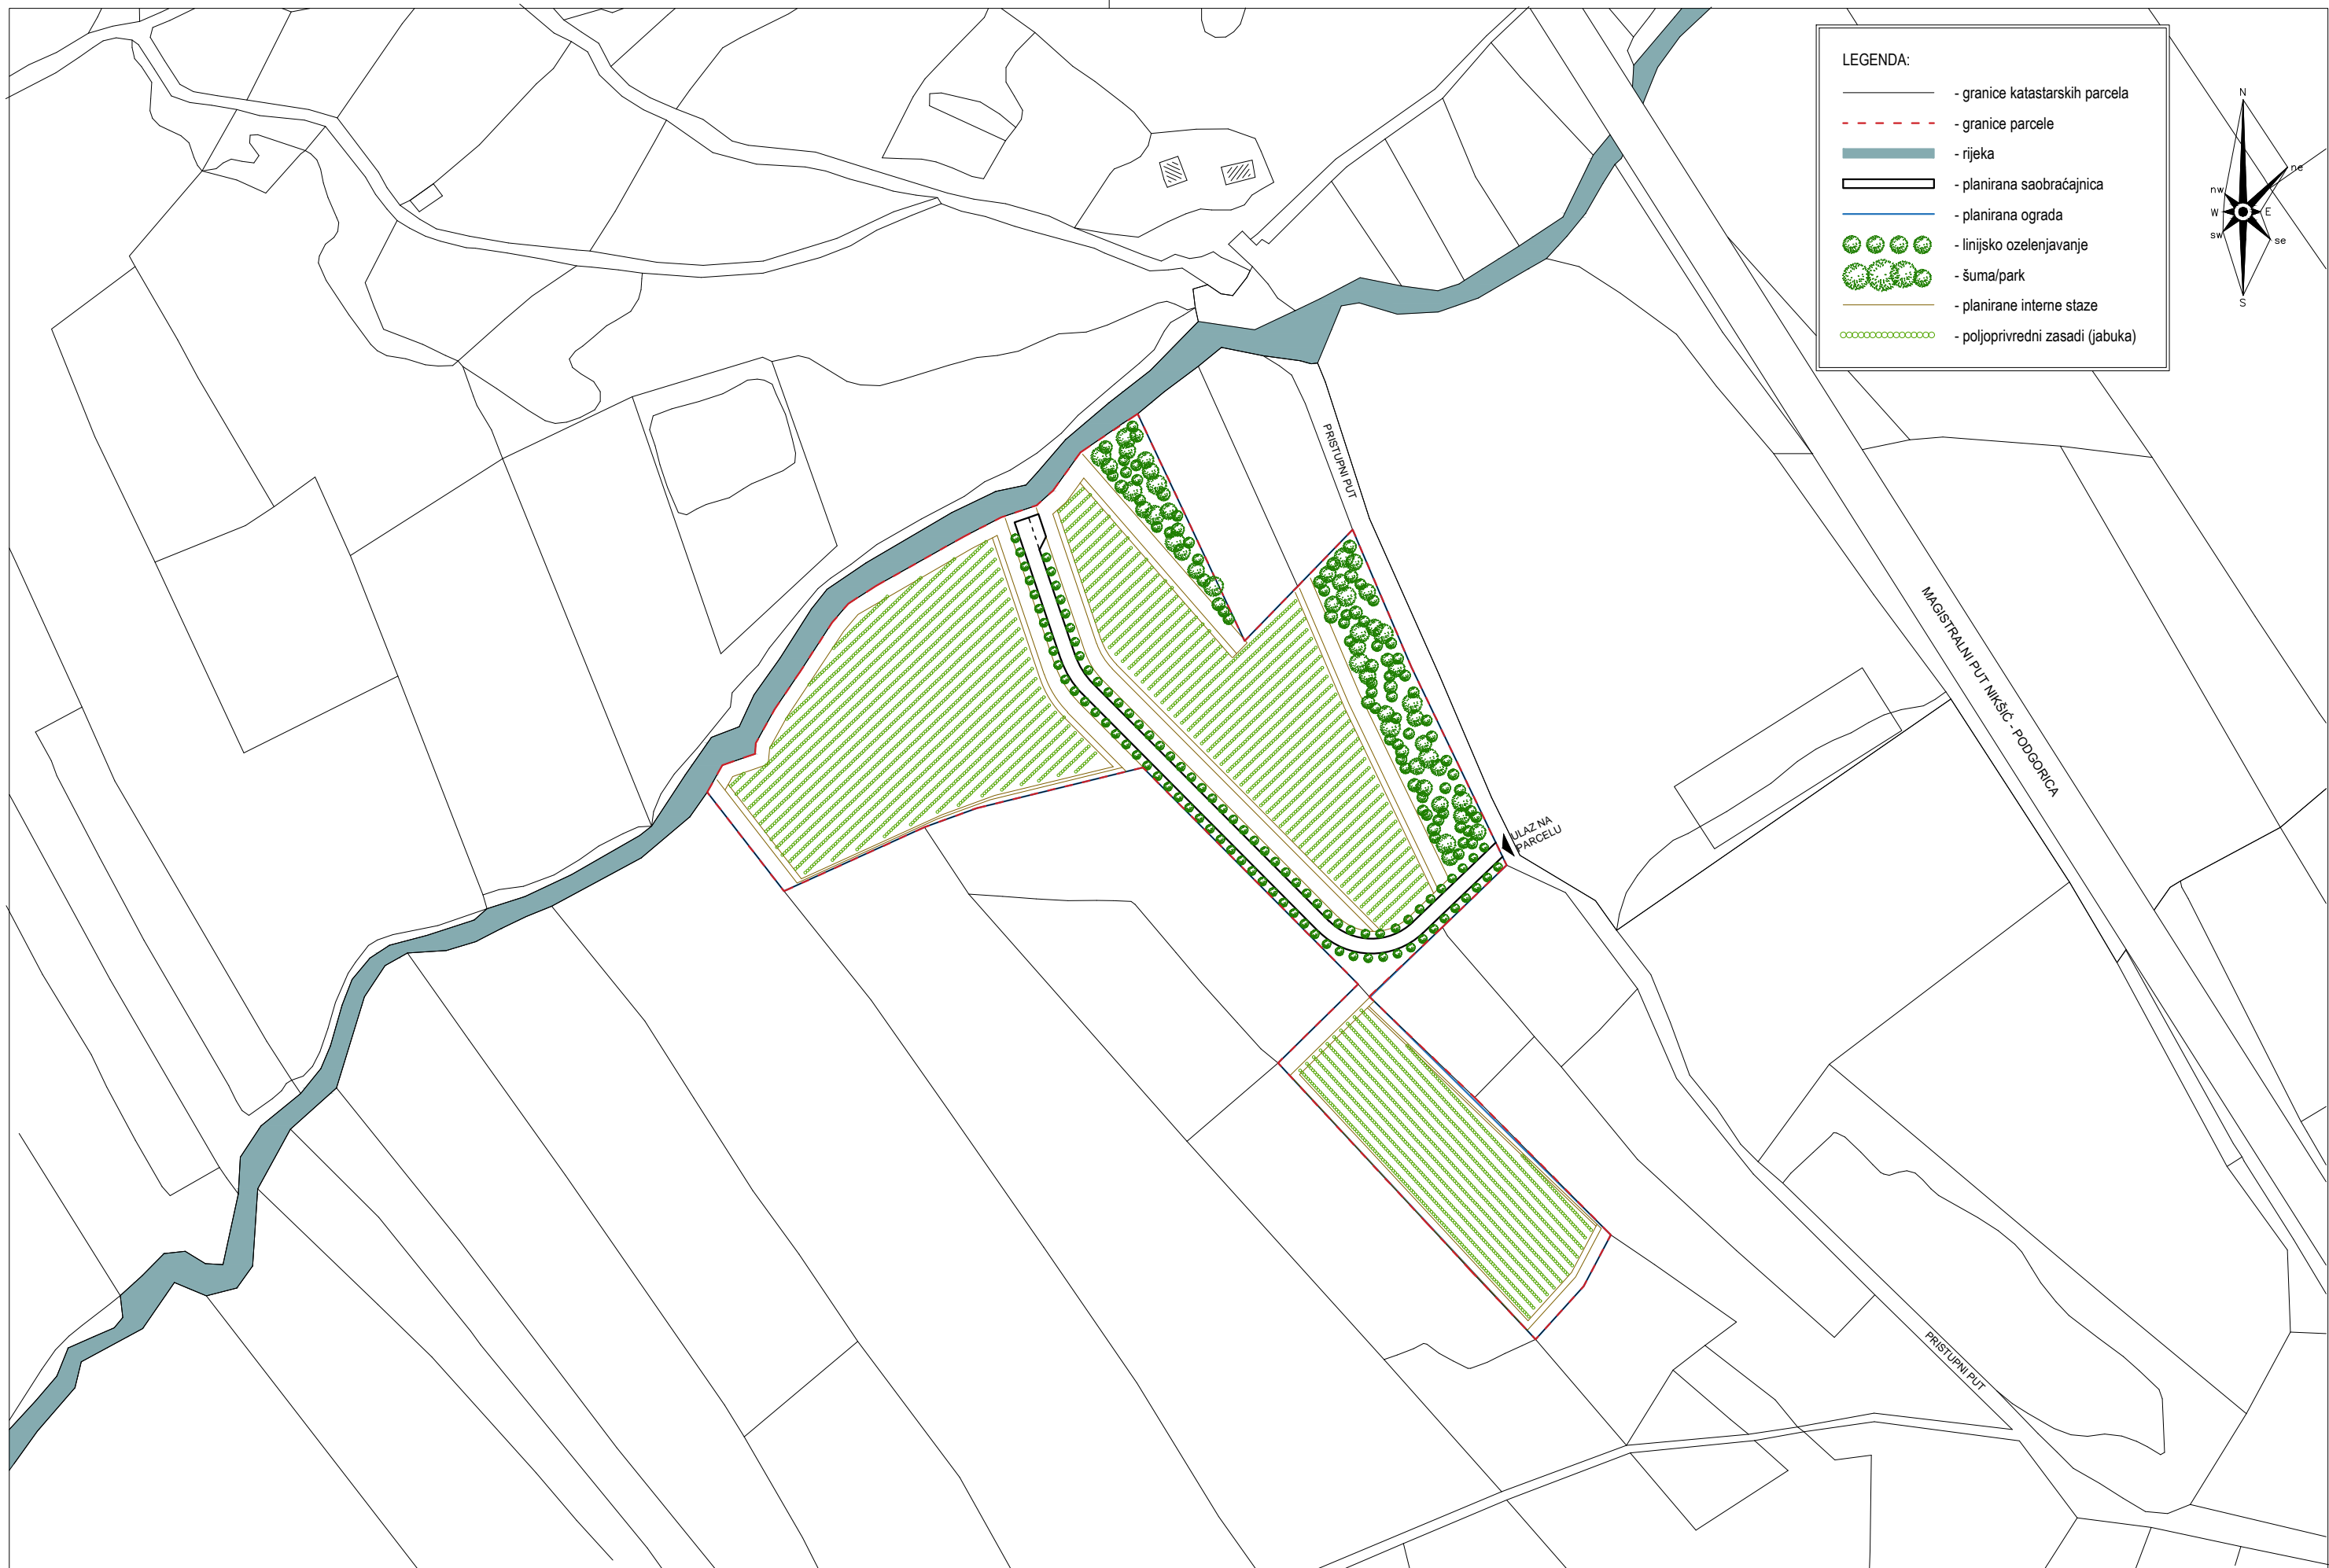 LEGENDA:
- granice katastarskih parcela
- granice parcele
- rijeka
- planirana saobraćajnica
- planirana ograda
- linijsko ozelenjavanje
- šuma/park
- planirane interne staze
- poljoprivredni zasadi (jabuka)
N
ne
nw
W
E
sw
se
S
PRISTUPNI PUT
MAGISTRALNI PUT NIKŠIĆ - PODGORICA
ULAZ NA
PARCELU
PRISTUPNI PUT